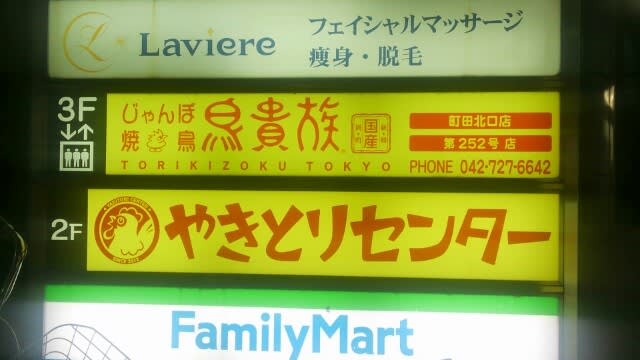 Laviere
フェイシャルマッサージ
痩身・脱毛
3F
じゃんぼ
焼鳥
鳥貴族
国産
TORIKIZOKU TOKYO
町田北口店
第252号店
PHONE 042-727-6642
2F
やきとりセンター
FamilyMart